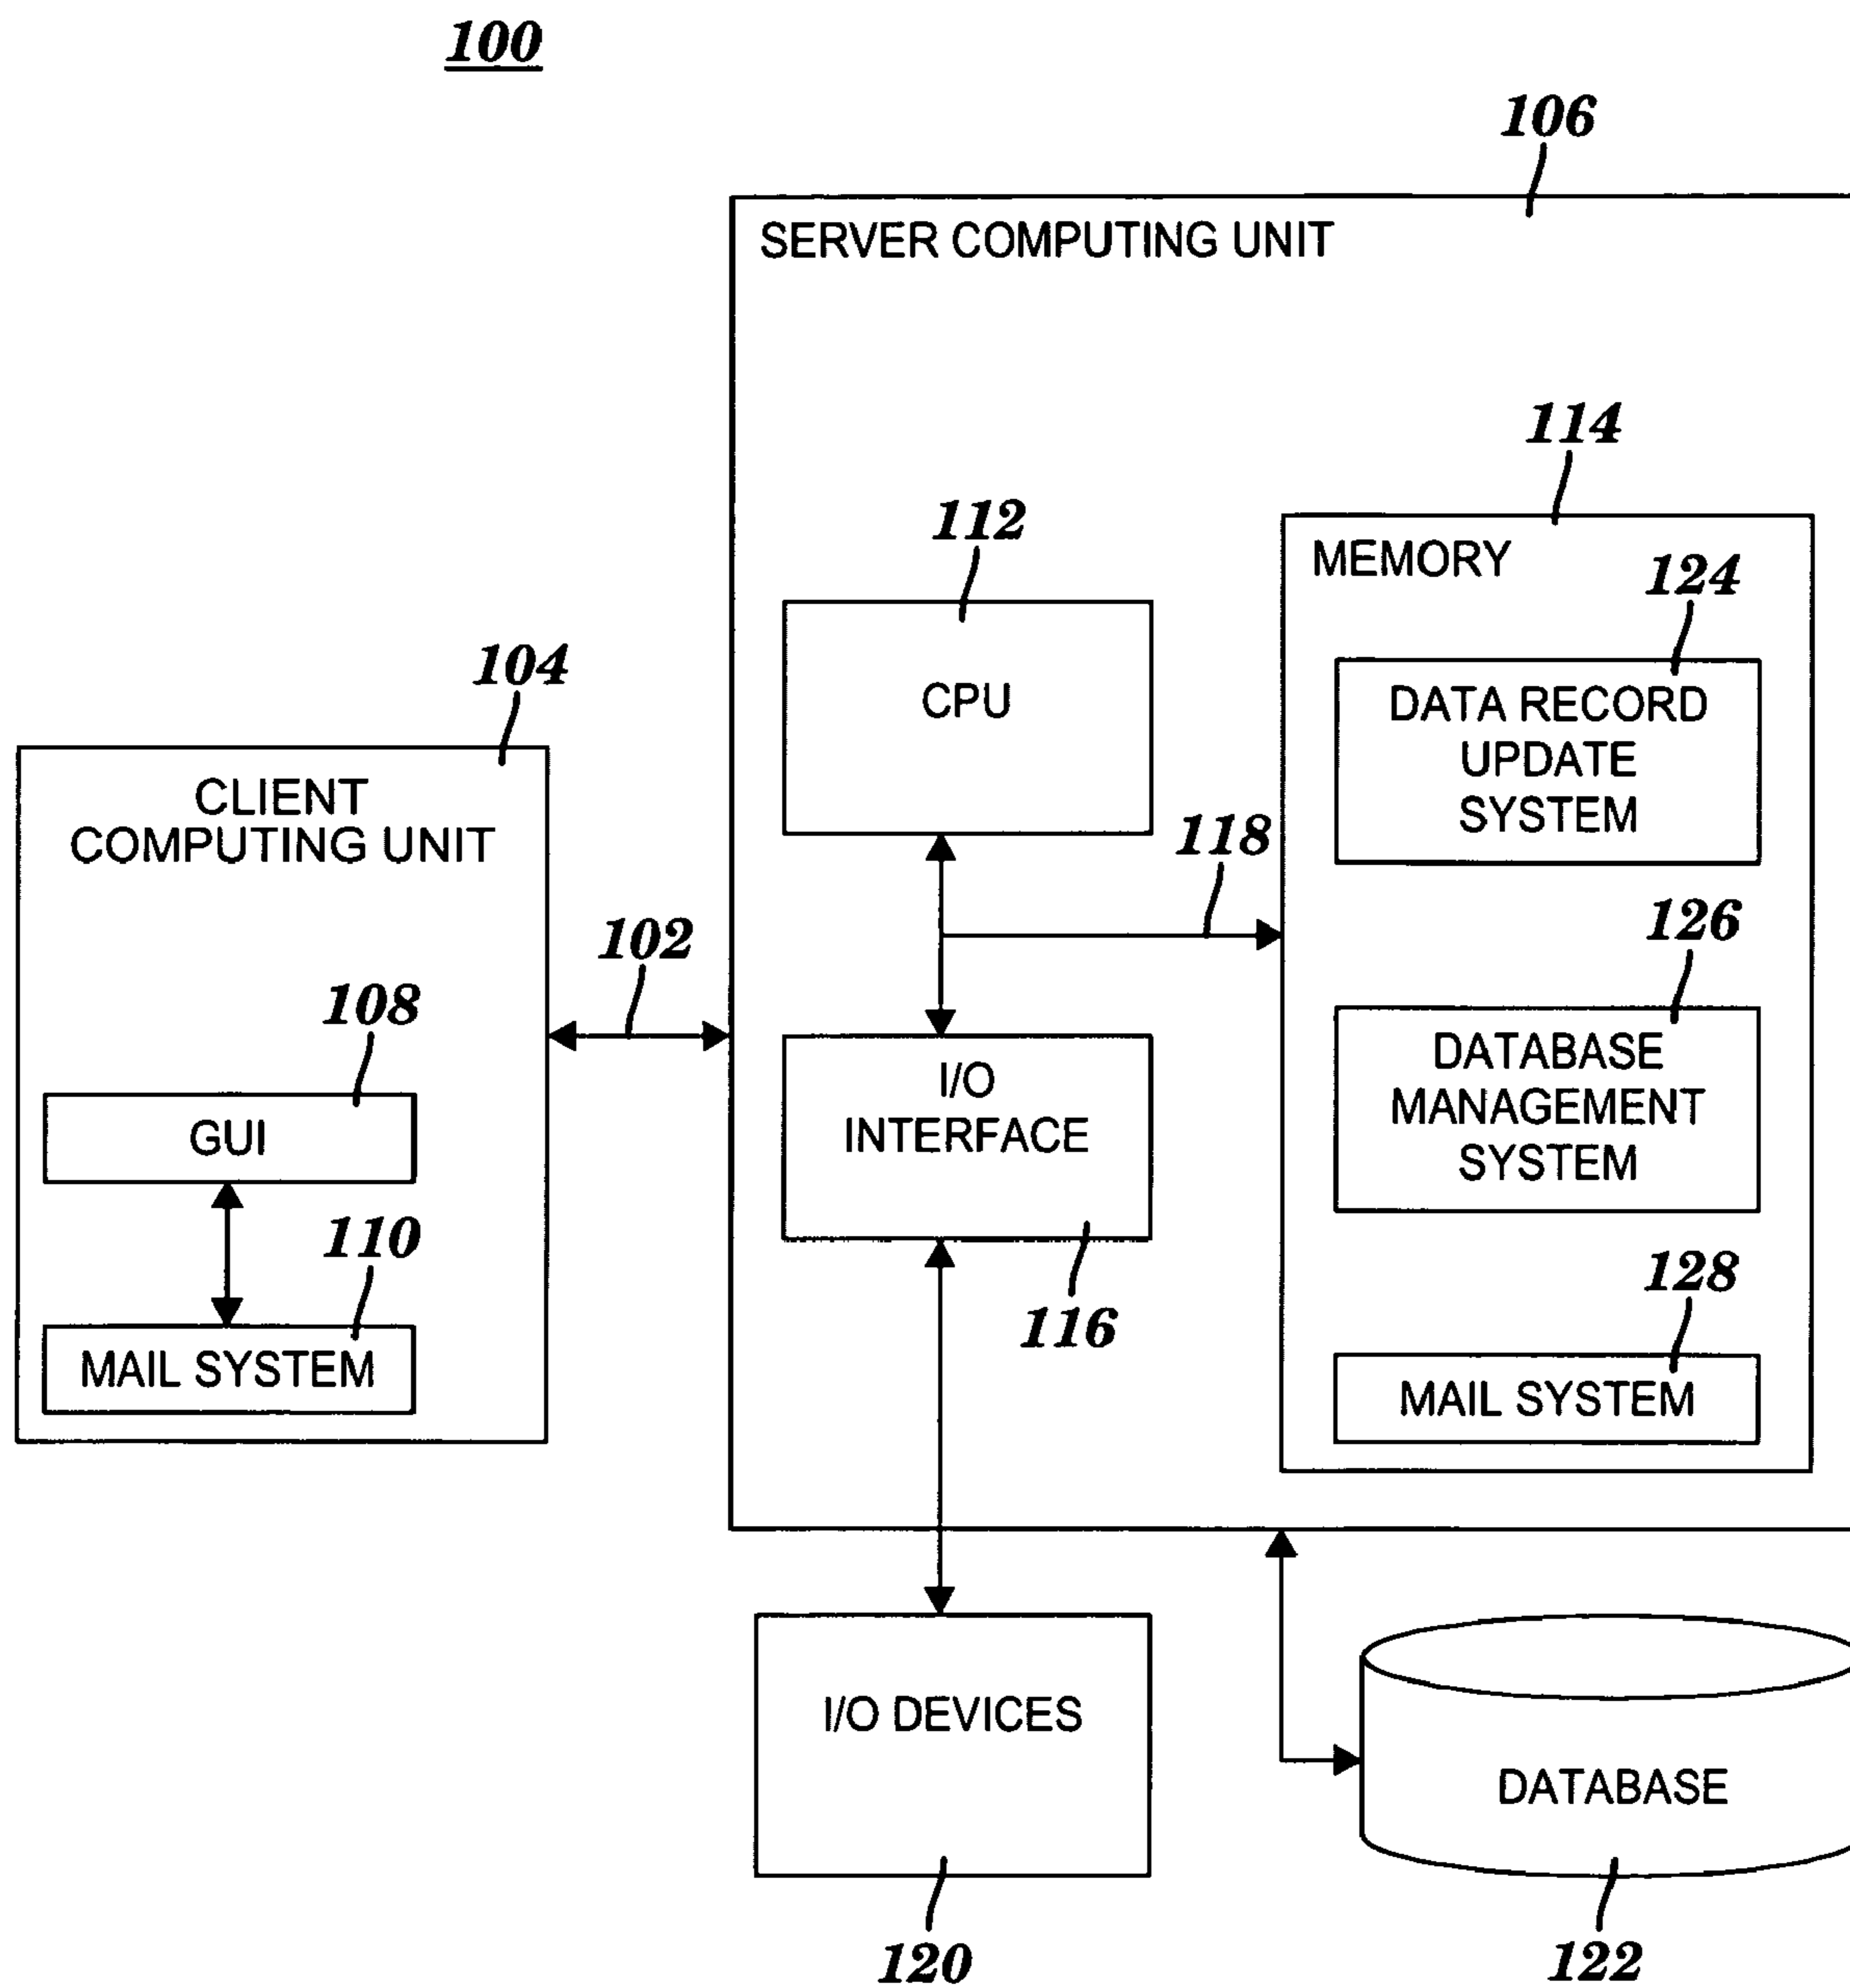 100
106
SERVER COMPUTING UNIT
114
112
MEMORY
124
CPU
DATA RECORD
UPDATE
SYSTEM
104
CLIENT
COMPUTING UNIT
118
102
126
108
I/O
INTERFACE
DATABASE
MANAGEMENT
SYSTEM
GUI
110
116
128
MAIL SYSTEM
MAIL SYSTEM
I/O DEVICES
DATABASE
120
122